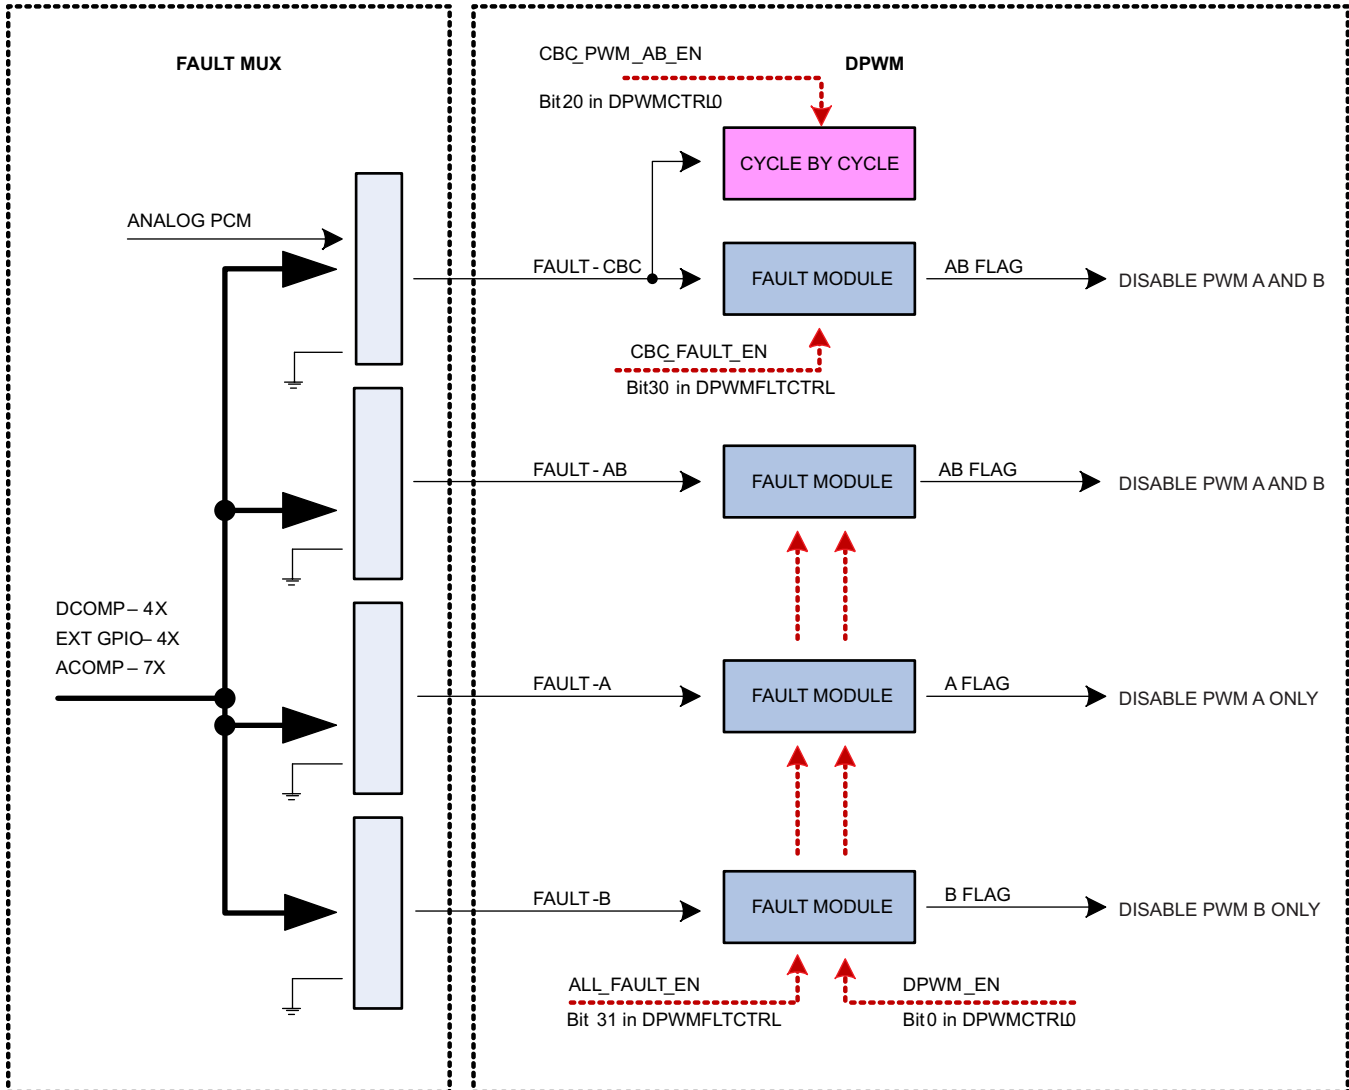 FAULT MUX
DPWM
CBC_PWM_AB_EN
Bit20 in DPWMCTRL0
CYCLE BY CYCLE
ANALOG PCM
FAULT - CBC
FAULT MODULE
AB FLAG
DISABLE PWM A AND B
CBC_FAULT_EN
Bit30 in DPWMFLTCTRL
FAULT - AB
FAULT MODULE
AB FLAG
DISABLE PWM A AND B
DCOMP – 4X
EXT GPIO – 4X
ACOMP – 7X
FAULT -A
FAULT MODULE
A FLAG
DISABLE PWM A ONLY
FAULT -B
FAULT MODULE
B FLAG
DISABLE PWM B ONLY
ALL_FAULT_EN
Bit 31 in DPWMFLTCTRL
DPWM_EN
Bit0 in DPWMCTRL0